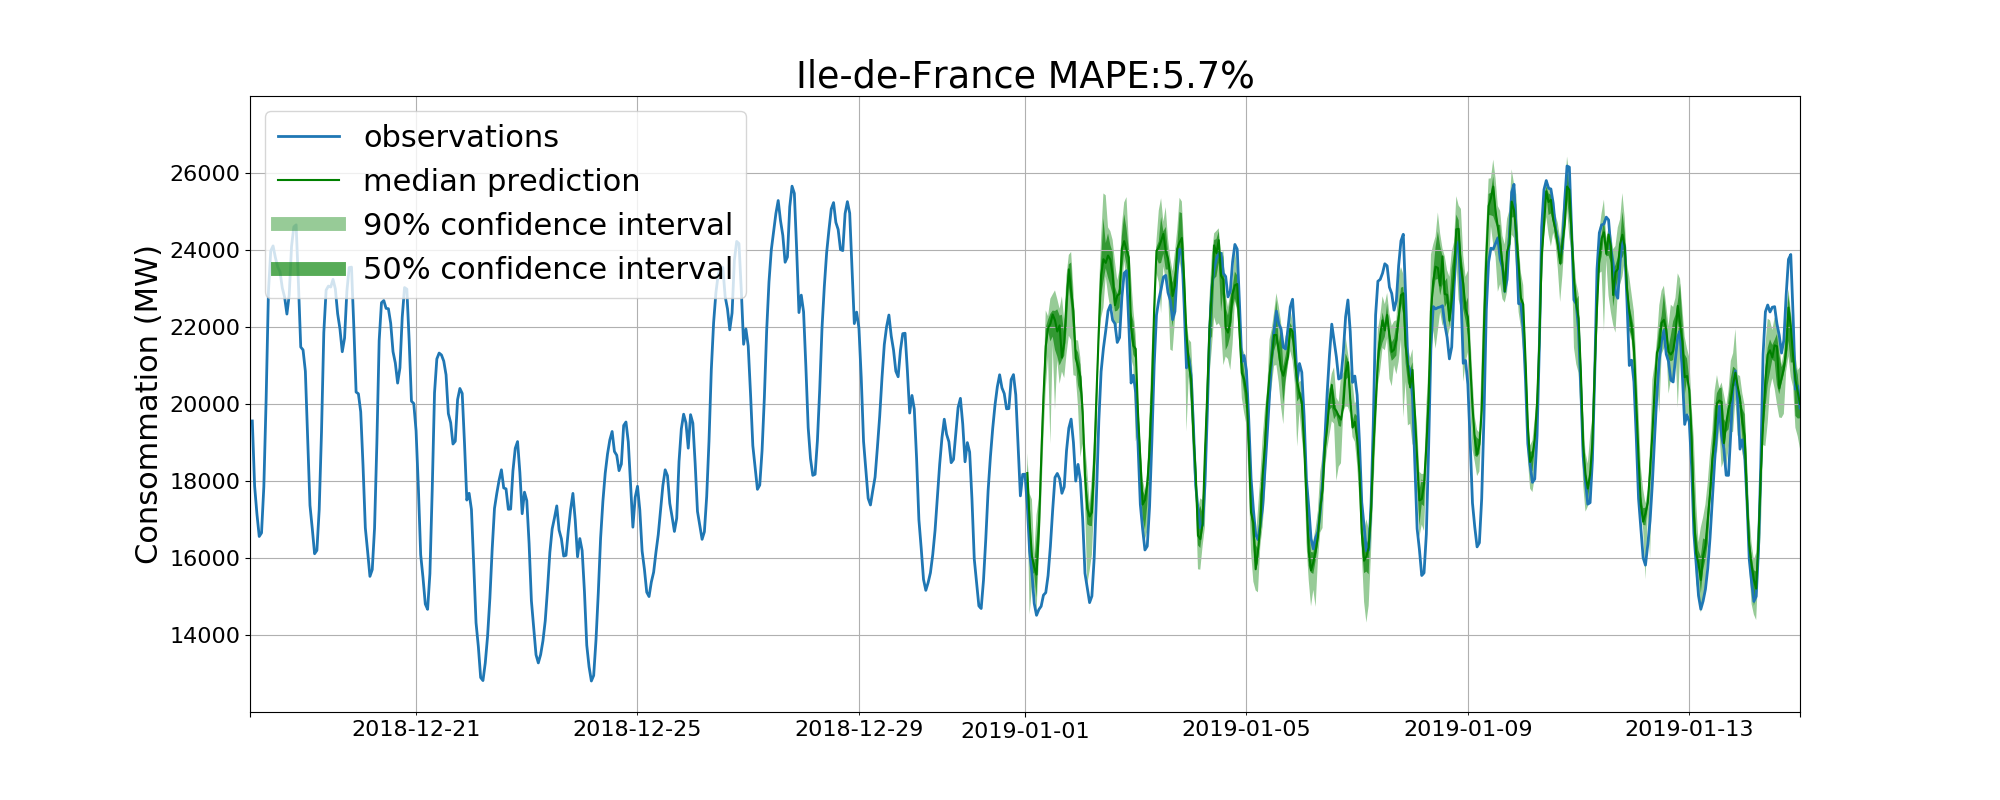 Ile-de-France MAPE:5.7%
observations
median prediction
90% confidence interval
50% confidence interval
Consommation (MW)
26000
24000
22000
20000
18000
16000
14000
2018-12-21
2018-12-25
2018-12-29
2019-01-01
2019-01-05
2019-01-09
2019-01-13